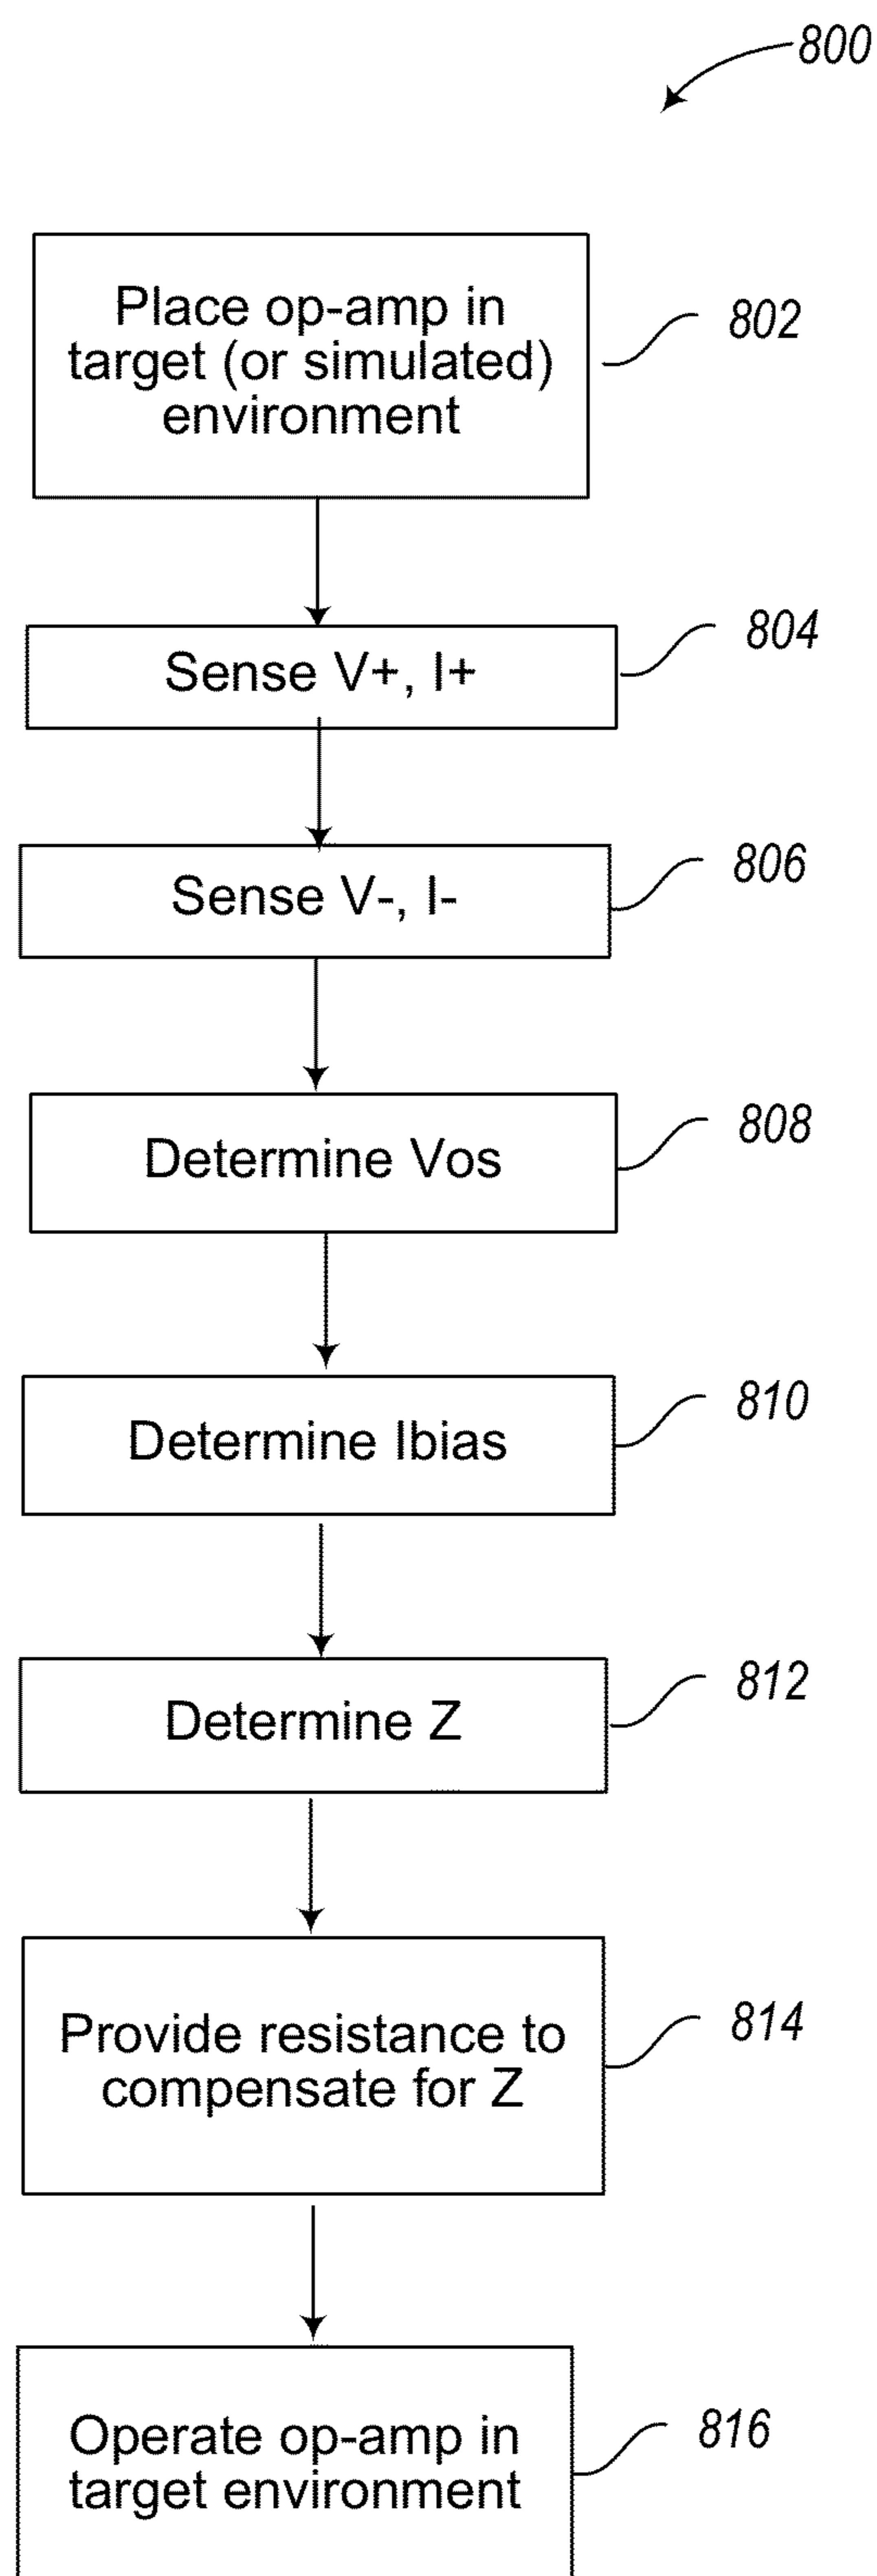 800
Place op-amp in
target (or simulated)
environment
802
Sense V+, I+
804
Sense V-, I-
806
Determine Vos
808
Determine Ibias
810
Determine Z
812
Provide resistance to
compensate for Z
814
Operate op-amp in
target environment
816